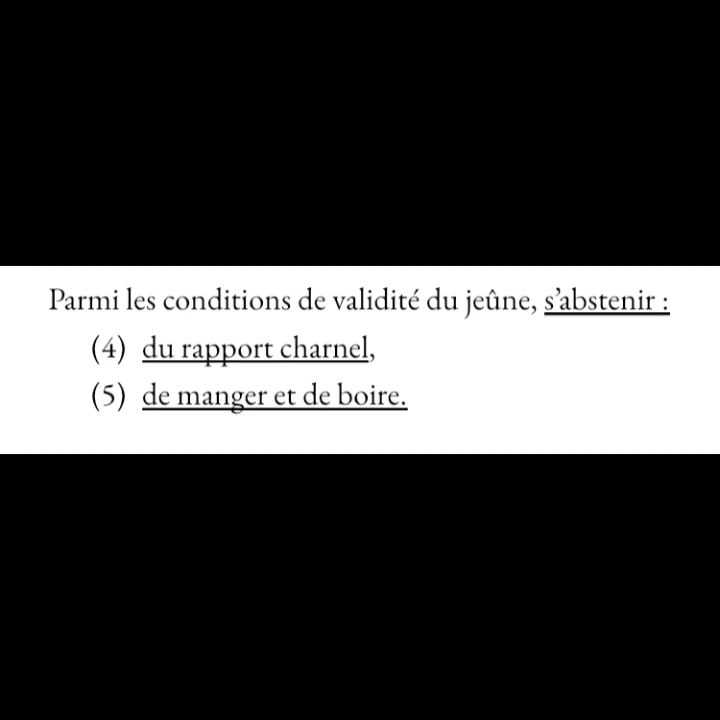 Parmi les conditions de validité du jeûne, s’abstenir :
(4) du rapport charnel,
(5) de manger et de boire.